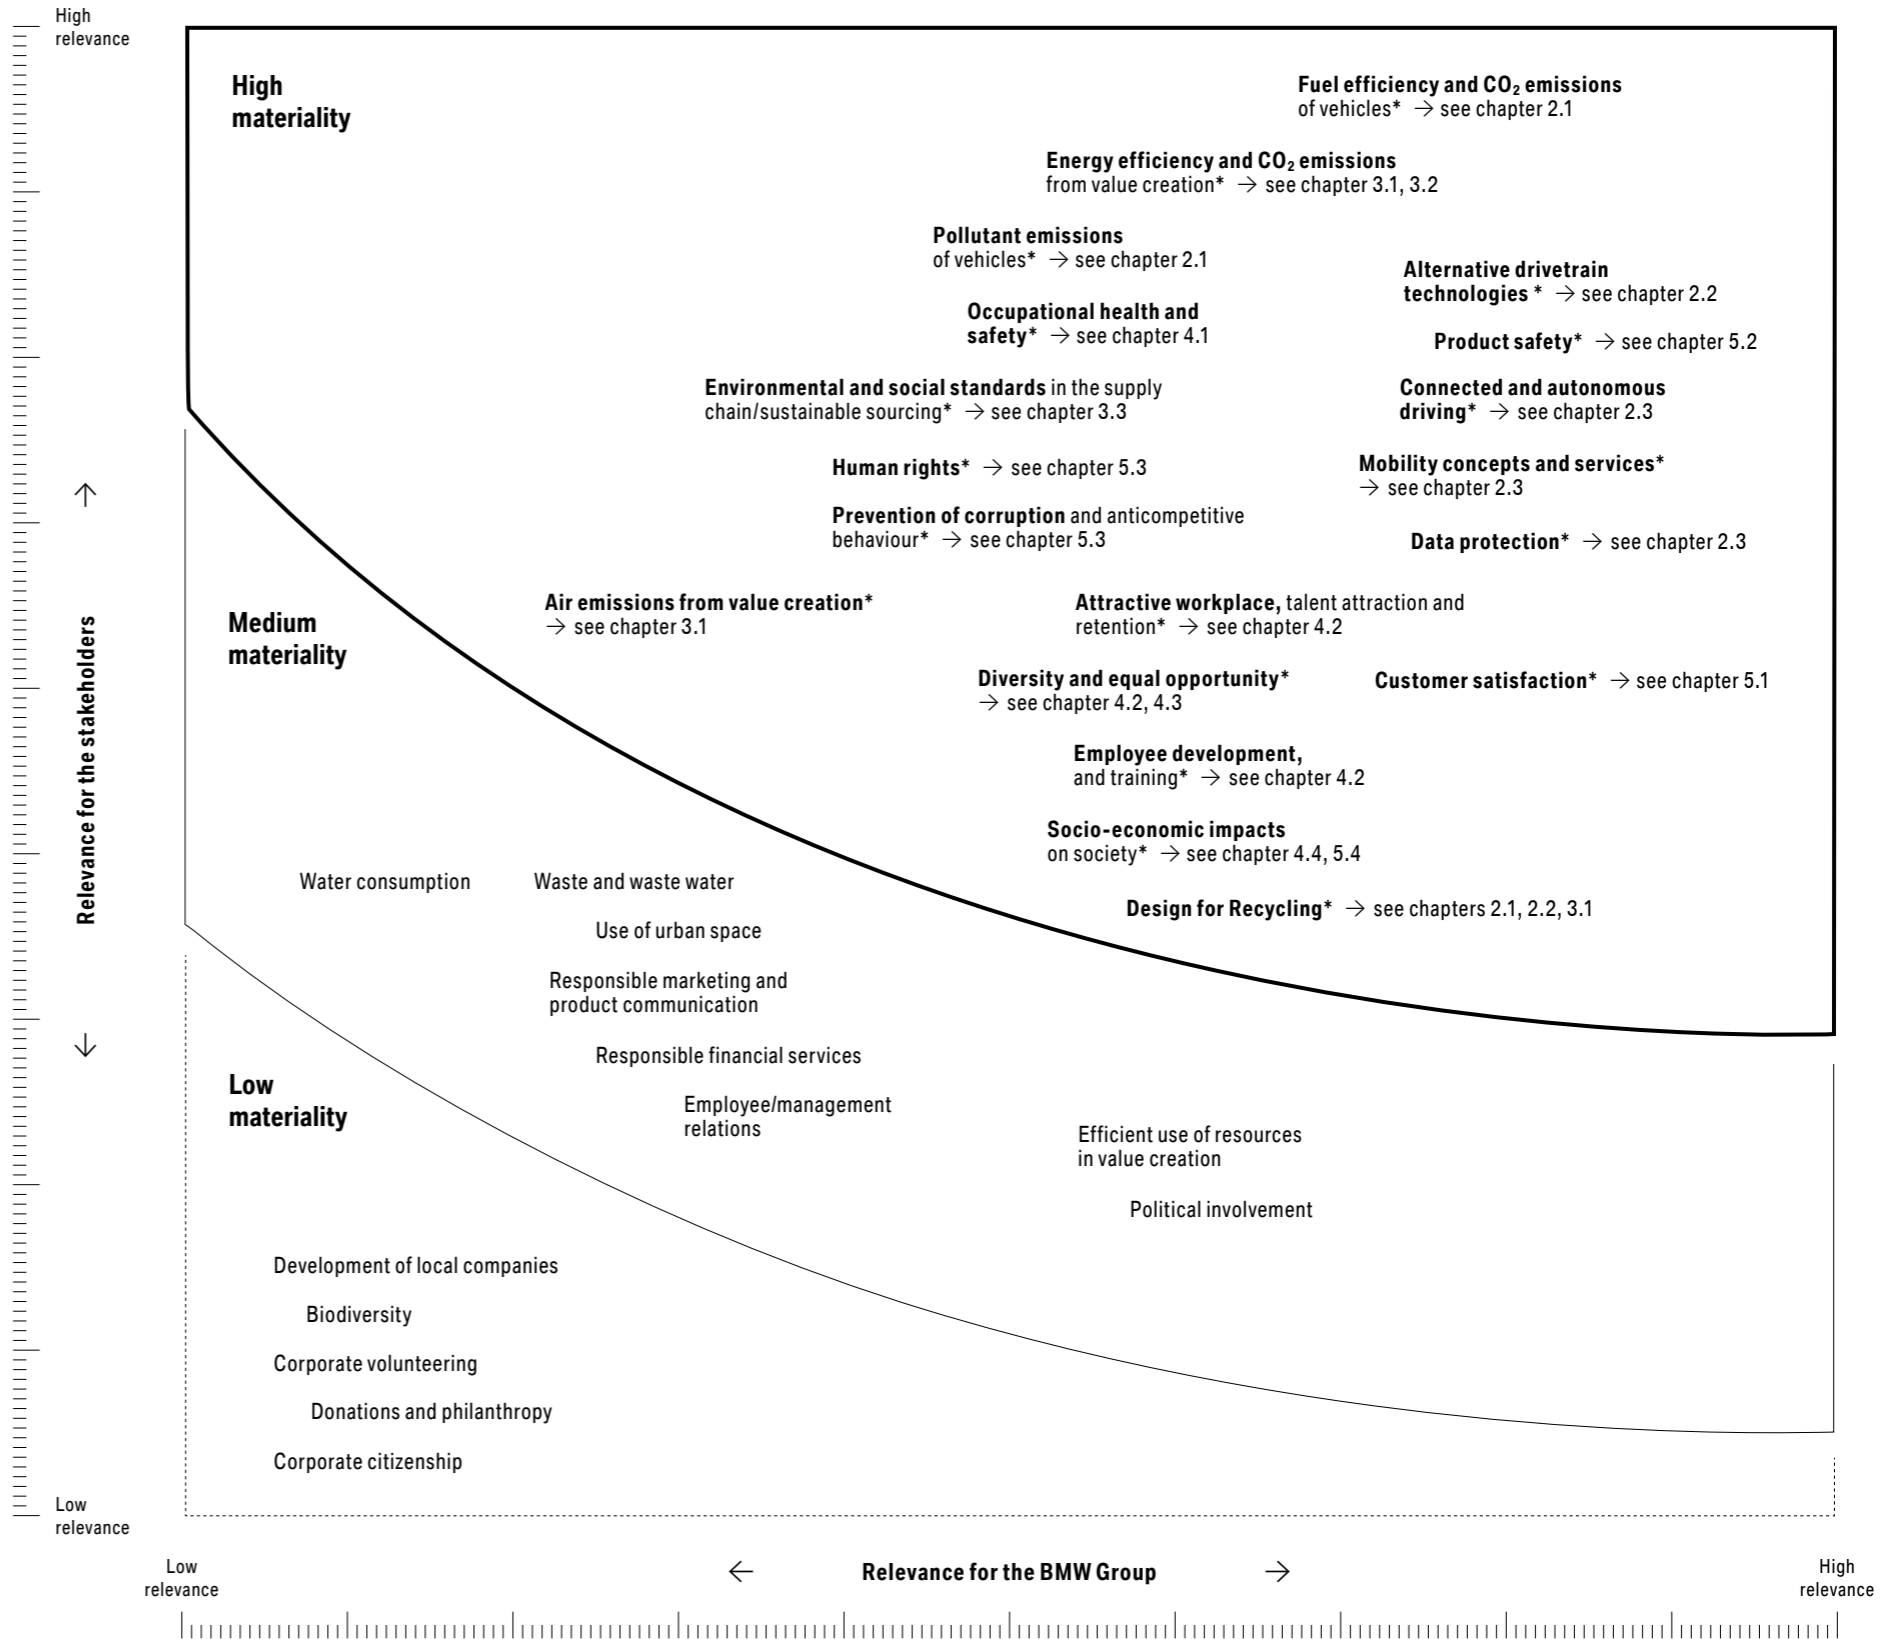 High
relevance
High
materiality
Fuel efficiency and CO₂ emissions
of vehicles* → see chapter 2.1
Energy efficiency and CO₂ emissions
from value creation* → see chapter 3.1, 3.2
Pollutant emissions
of vehicles* → see chapter 2.1
Alternative drivetrain
technologies * → see chapter 2.2
Occupational health and
safety* → see chapter 4.1
Product safety* → see chapter 5.2
Environmental and social standards in the supply
chain/sustainable sourcing* → see chapter 3.3
Connected and autonomous
driving* → see chapter 2.3
Human rights* → see chapter 5.3
Mobility concepts and services*
→ see chapter 2.3
Prevention of corruption and anticompetitive
behaviour* → see chapter 5.3
Data protection* → see chapter 2.3
Medium
materiality
Air emissions from value creation*
→ see chapter 3.1
Attractive workplace, talent attraction and
retention* → see chapter 4.2
Diversity and equal opportunity*
→ see chapter 4.2, 4.3
Customer satisfaction* → see chapter 5.1
Employee development,
and training* → see chapter 4.2
Socio-economic impacts
on society* → see chapter 4.4, 5.4
Design for Recycling* → see chapters 2.1, 2.2, 3.1
↑
Relevance for the stakeholders
↓
Water consumption
Waste and waste water
Use of urban space
Responsible marketing and
product communication
Responsible financial services
Employee/management
relations
Efficient use of resources
in value creation
Political involvement
Low
materiality
Development of local companies
Biodiversity
Corporate volunteering
Donations and philanthropy
Corporate citizenship
Low
relevance
Low
relevance
← Relevance for the BMW Group →
High
relevance